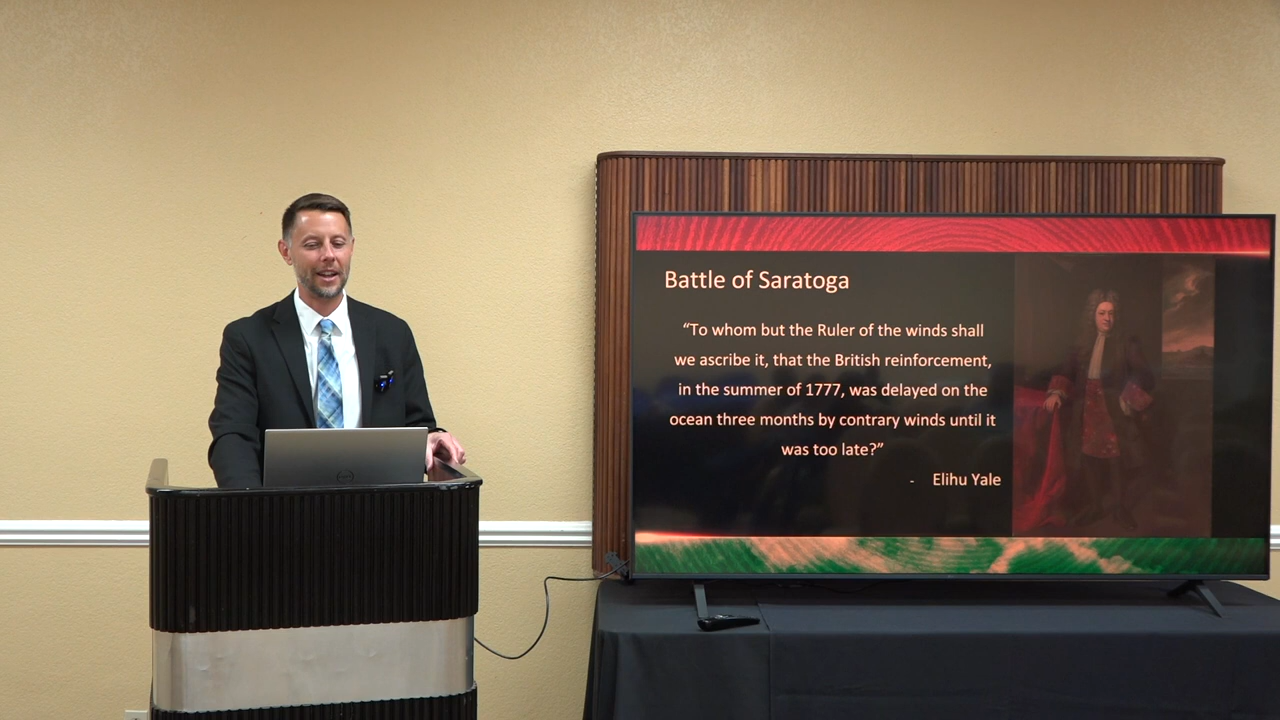 Battle of Saratoga
“To whom but the Ruler of the winds shall
we ascribe it, that the British reinforcement,
in the summer of 1777, was delayed on the
ocean three months by contrary winds until it
was too late?”
- Elihu Yale